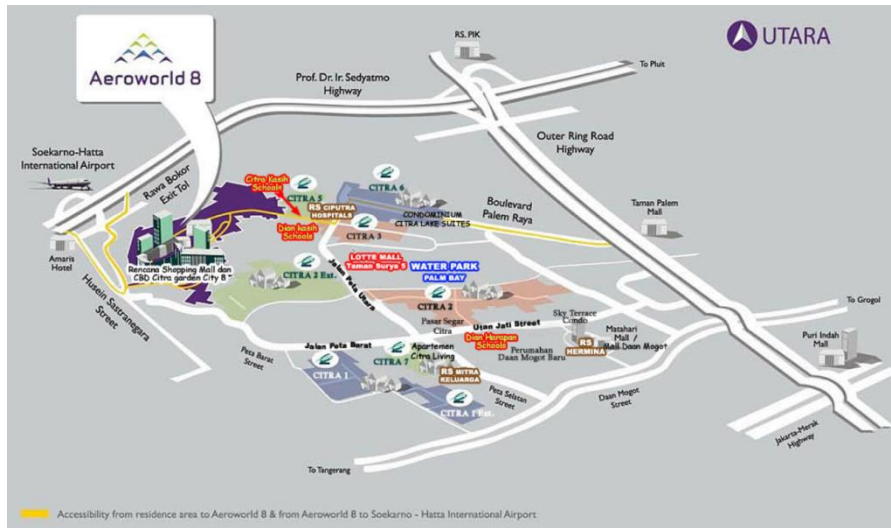 Aeroworld 8
RS. PIK
UTARA
To Pluit
Prof. Dr. Ir. Sedyatmo
Highway
Outer Ring Road
Highway
Soekarno-Hatta
International Airport
Rawa Bokor
Exit Tol
Citra Kasih
Schools
CITRA 5
CITRA 6
RS CIPUTRA
HOSPITALS
CONDOMINIUM
CITRA LAKE SUITES
Boulevard
Palem Raya
Taman Palem
Mall
Dian Kasih
Schools
CITRA 3
Amaris
Hotel
Rencana Shopping Mall dan
CBD Citra garden City 8
CITRA 2 Ext.
Jalan Peta Utara
LOTTE MALL
Taman Surya 5
WATER PARK
PALM BAY
CITRA 2
Husein Sastranegara
Street
Pasar Segar
Citra
Utan Jati Street
Sky Terrace
Condo
To Grogol
Matahari Mall /
Mall Daan Mogot
Puri Indah
Mall
Dian Harapan
Schools
RS
HERMINA
Perumahan
Daan Mogot Baru
Peta Barat
Street
Jalan Peta Barat
CITRA 1
CITRA 7
Apartemen
Citra Living
RS MITRA
KELUARGA
CITRA 1 Ext.
Peta Selatan
Street
Daan Mogot
Street
Jakarta-Merak
Highway
To Tangerang
Accessibility from residence area to Aeroworld 8 & from Aeroworld 8 to Soekarno - Hatta International Airport